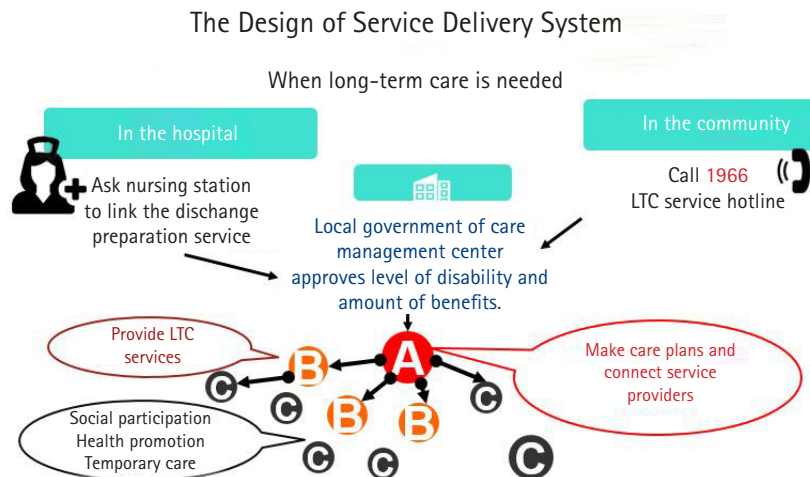 The Design of Service Delivery System
When long-term care is needed
In the hospital
Ask nursing station
to link the discharge
preparation service
In the community
Call 1966
LTC service hotline
Local government of care
management center
approves level of disability and
amount of benefits.
Provide LTC
services
A
Make care plans and
connect service
providers
B
C
C
B
B
C
Social participation
Health promotion
Temporary care
C
C
C